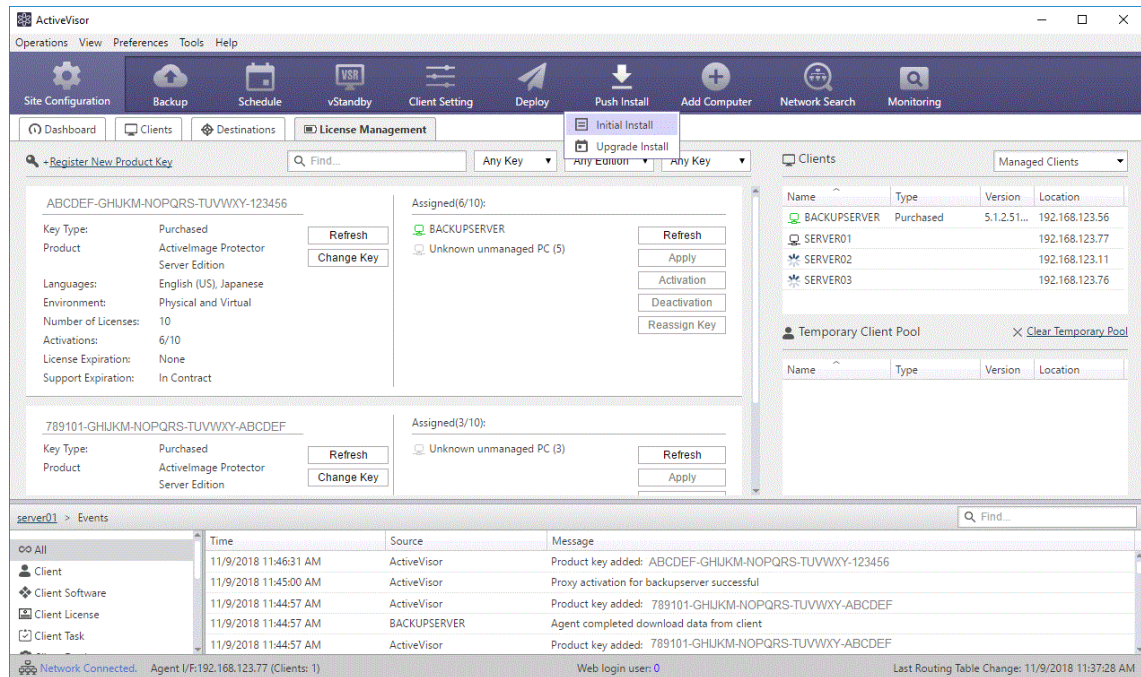 ActiveVisor
Operations View Preferences Tools Help
Site Configuration Backup Schedule vStandby Client Setting Deploy Push Install Add Computer Network Search Monitoring
VSR
Initial Install
Upgrade Install
Dashboard Clients Destinations License Management
+Register New Product Key
Find...
Any Key Any Edition Any Key
ABCDEF-GHIJKM-NOPQRS-TUVWXY-123456
Key Type: Purchased
Product ActiveImage Protector
Server Edition
Languages: English (US), Japanese
Environment: Physical and Virtual
Number of Licenses: 10
Activations: 6/10
License Expiration: None
Support Expiration: In Contract
Refresh
Change Key
Assigned(6/10):
BACKUPSERVER
Unknown unmanaged PC (5)
Refresh
Apply
Activation
Deactivation
Reassign Key
789101-GHIJKM-NOPQRS-TUVWXY-ABCDEF
Key Type: Purchased
Product ActiveImage Protector
Server Edition
Refresh
Change Key
Assigned(3/10):
Unknown unmanaged PC (3)
Refresh
Apply
Clients
Managed Clients
Name Type Version Location
BACKUPSERVER Purchased 5.1.2.51... 192.168.123.56
SERVER01 192.168.123.77
SERVER02 192.168.123.11
SERVER03 192.168.123.76
Temporary Client Pool
Clear Temporary Pool
Name Type Version Location
server01 > Events
Find...
All
Client
Client Software
Client License
Client Task
Time Source Message
11/9/2018 11:46:31 AM ActiveVisor Product key added: ABCDEF-GHIJKM-NOPQRS-TUVWXY-123456
11/9/2018 11:45:00 AM ActiveVisor Proxy activation for backupserver successful
11/9/2018 11:44:57 AM ActiveVisor Product key added: 789101-GHIJKM-NOPQRS-TUVWXY-ABCDEF
11/9/2018 11:44:57 AM BACKUPSERVER Agent completed download data from client
11/9/2018 11:44:57 AM ActiveVisor Product key added: 789101-GHIJKM-NOPQRS-TUVWXY-ABCDEF
Network Connected. Agent I/F:192.168.123.77 (Clients: 1) Web login user: 0 Last Routing Table Change: 11/9/2018 11:37:28 AM